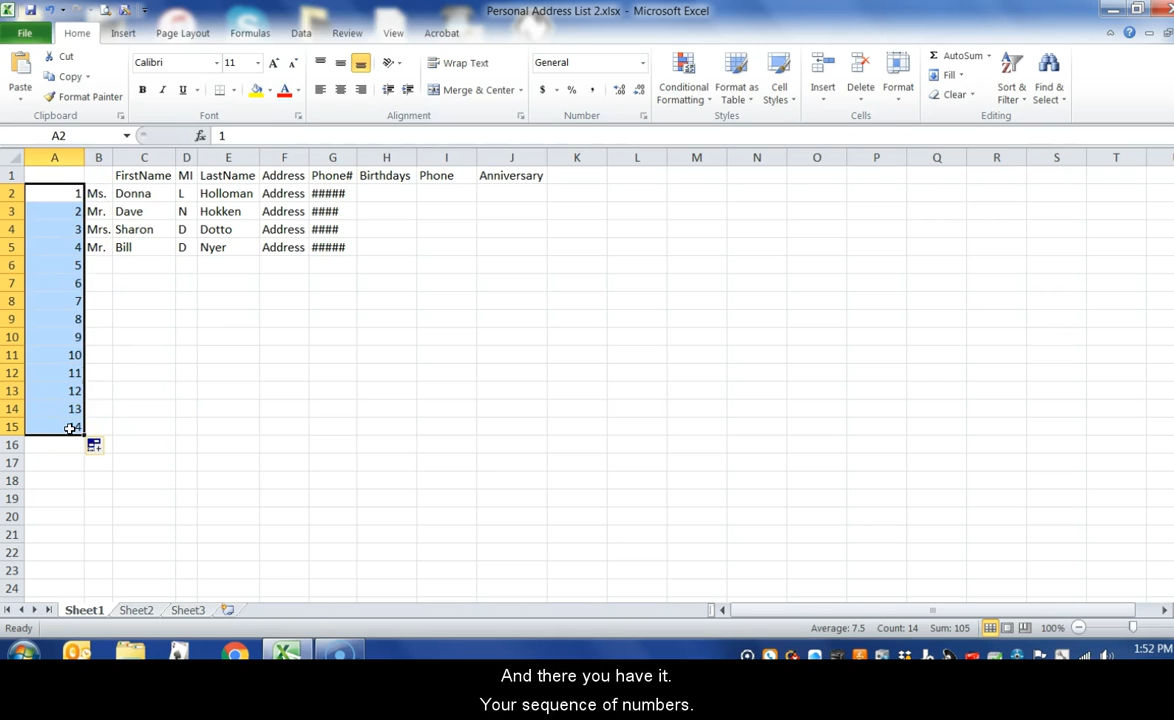 Personal Address List 2.xlsx - Microsoft Excel
File Home Insert Page Layout Formulas Data Review View Acrobat
Cut Calibri 11 Wrap Text General AutoSum
Copy Fill
Paste Format Painter Merge & Center $ % , Conditional Formatting Format as Table Cell Styles Insert Delete Format Clear Sort & Filter Find & Select
Clipboard Font Alignment Number Styles Cells Editing
A2 fx 1
A B C D E F G H I J K L M N O P Q R S T
1 FirstName MI LastName Address Phone# Birthdays Phone Anniversary
2 1 Ms. Donna L Holloman Address #####
3 2 Mr. Dave N Hokken Address ####
4 3 Mrs. Sharon D Dotto Address ####
5 4 Mr. Bill D Nyer Address #####
6 5
7 6
8 7
9 8
10 9
11 10
12 11
13 12
14 13
15 4
16
17
18
19
20
21
22
23
24
Sheet1 Sheet2 Sheet3
Ready Average: 7.5 Count: 14 Sum: 105 100%
1:52 PM
And there you have it.
Your sequence of numbers.